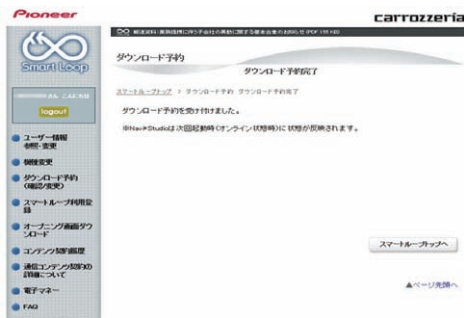 Pioneer
carrozzeria
Smart Loop
logout
ユーザー情報
参照・変更
機種変更
ダウンロード予約
(確認/変更)
スマートループ利用登
録
オープニング画面ダウ
ンロード
コンテンツ契約履歴
通信コンテンツ契約の
詳細について
電子マネー
FAQ
ダウンロード予約
ダウンロード予約完了
スマートループトップ > ダウンロード予約 ダウンロード予約完了
ダウンロード予約を受け付けました。
※Navi*Studioは次回起動時(オンライン状態時)に状態が反映されます。
スマートループトップへ
▲ページ先頭へ